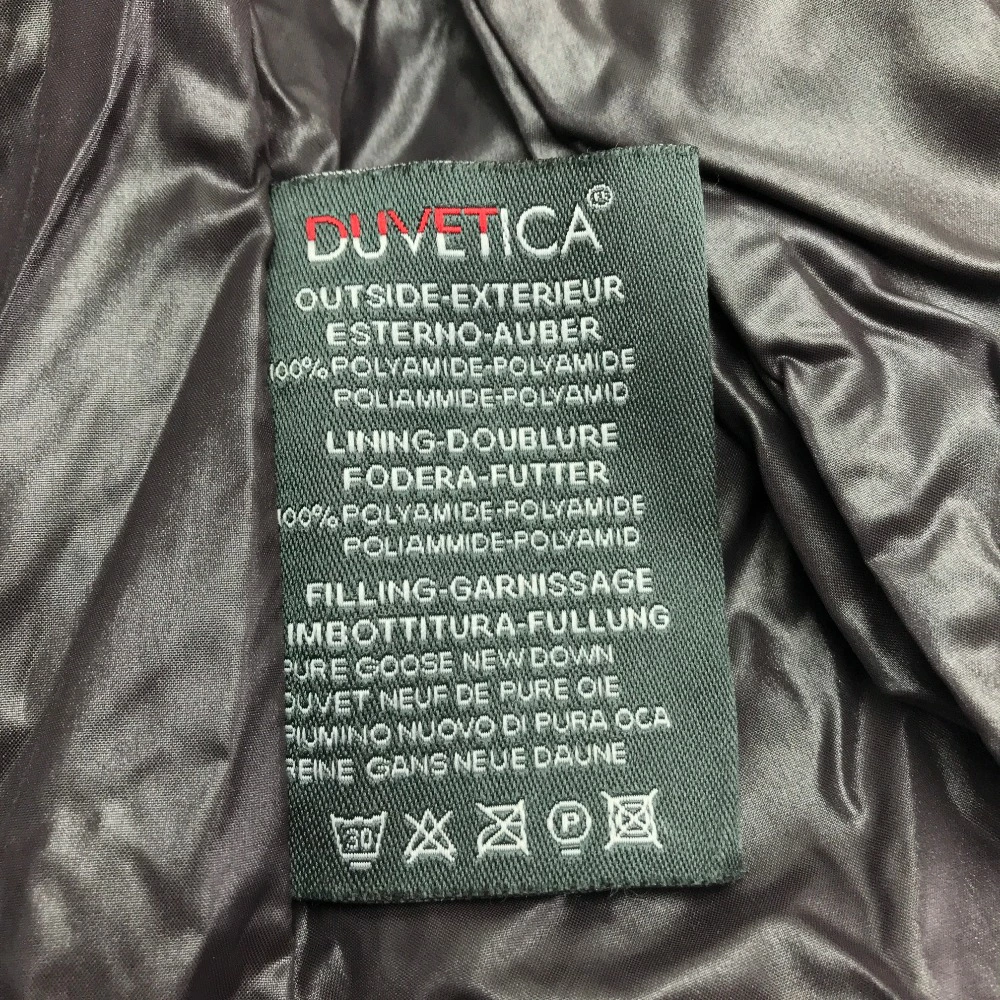 DUVETICA
OUTSIDE-EXTERIEUR
ESTERNO-AUBER
100% POLYAMIDE-POLYAMIDE
POLIAMMIDE-POLYAMID
LINING-DOUBLURE
FODERA-FUTTER
100% POLYAMIDE-POLYAMIDE
POLIAMMIDE-POLYAMID
FILLING-GARNISSAGE
IMBOTTITURA-FULLUNG
PURE GOOSE NEW DOWN
DUVET NEUF DE PURE OIE
PIUMINO NUOVO DI PURA OCA
REINE GANS NEUE DAUNE
30 P